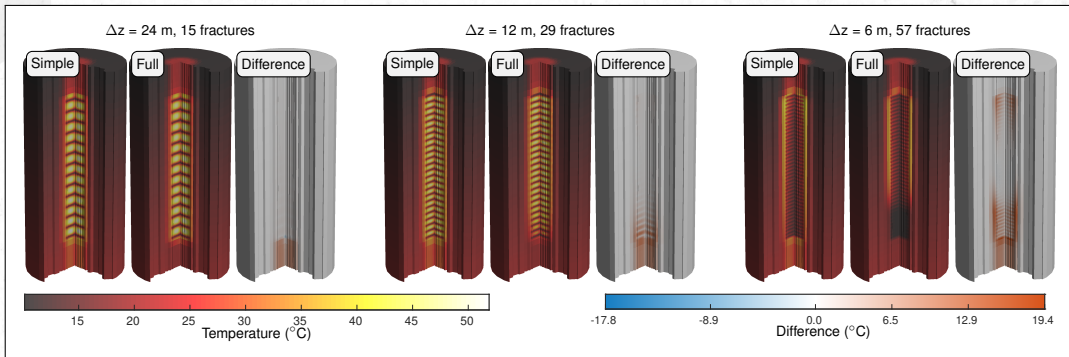 Δz = 24 m, 15 fractures
Δz = 12 m, 29 fractures
Δz = 6 m, 57 fractures
Simple Full Difference
Simple Full Difference
Simple Full Difference
15 20 25 30 35 40 45 50
Temperature (°C)
-17.8 -8.9 0.0 6.5 12.9 19.4
Difference (°C)